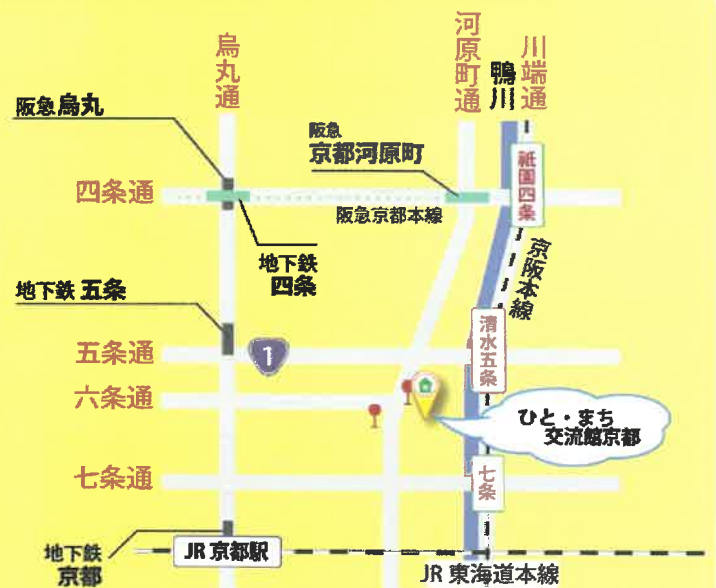 烏丸通
河原町通
鴨川
川端通
阪急 烏丸
阪急
京都河原町
四条通
祇園四条
阪急京都本線
地下鉄
四条
京阪本線
地下鉄 五条
五条通
1
清水五条
六条通
ひと・まち
交流館京都
七条通
七条
地下鉄
京都
JR 京都駅
JR 東海道本線